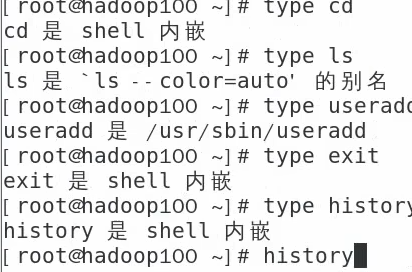 [root@hadoop100 ~]# type cd
cd 是 shell 内嵌
[root@hadoop100 ~]# type ls
ls 是 `ls --color=auto' 的别名
[root@hadoop100 ~]# type useradd
useradd 是 /usr/sbin/useradd
[root@hadoop100 ~]# type exit
exit 是 shell 内嵌
[root@hadoop100 ~]# type history
history 是 shell 内嵌
[root@hadoop100 ~]# history